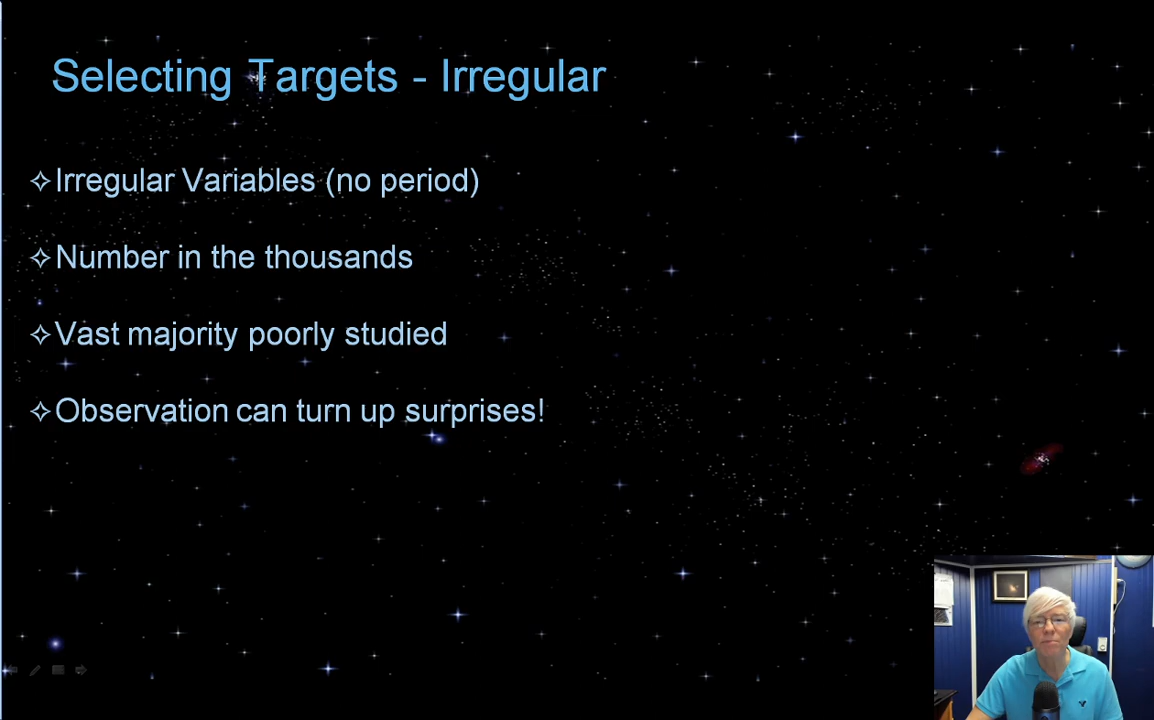 Selecting Targets - Irregular
✧Irregular Variables (no period)
✧Number in the thousands
✧Vast majority poorly studied
✧Observation can turn up surprises!